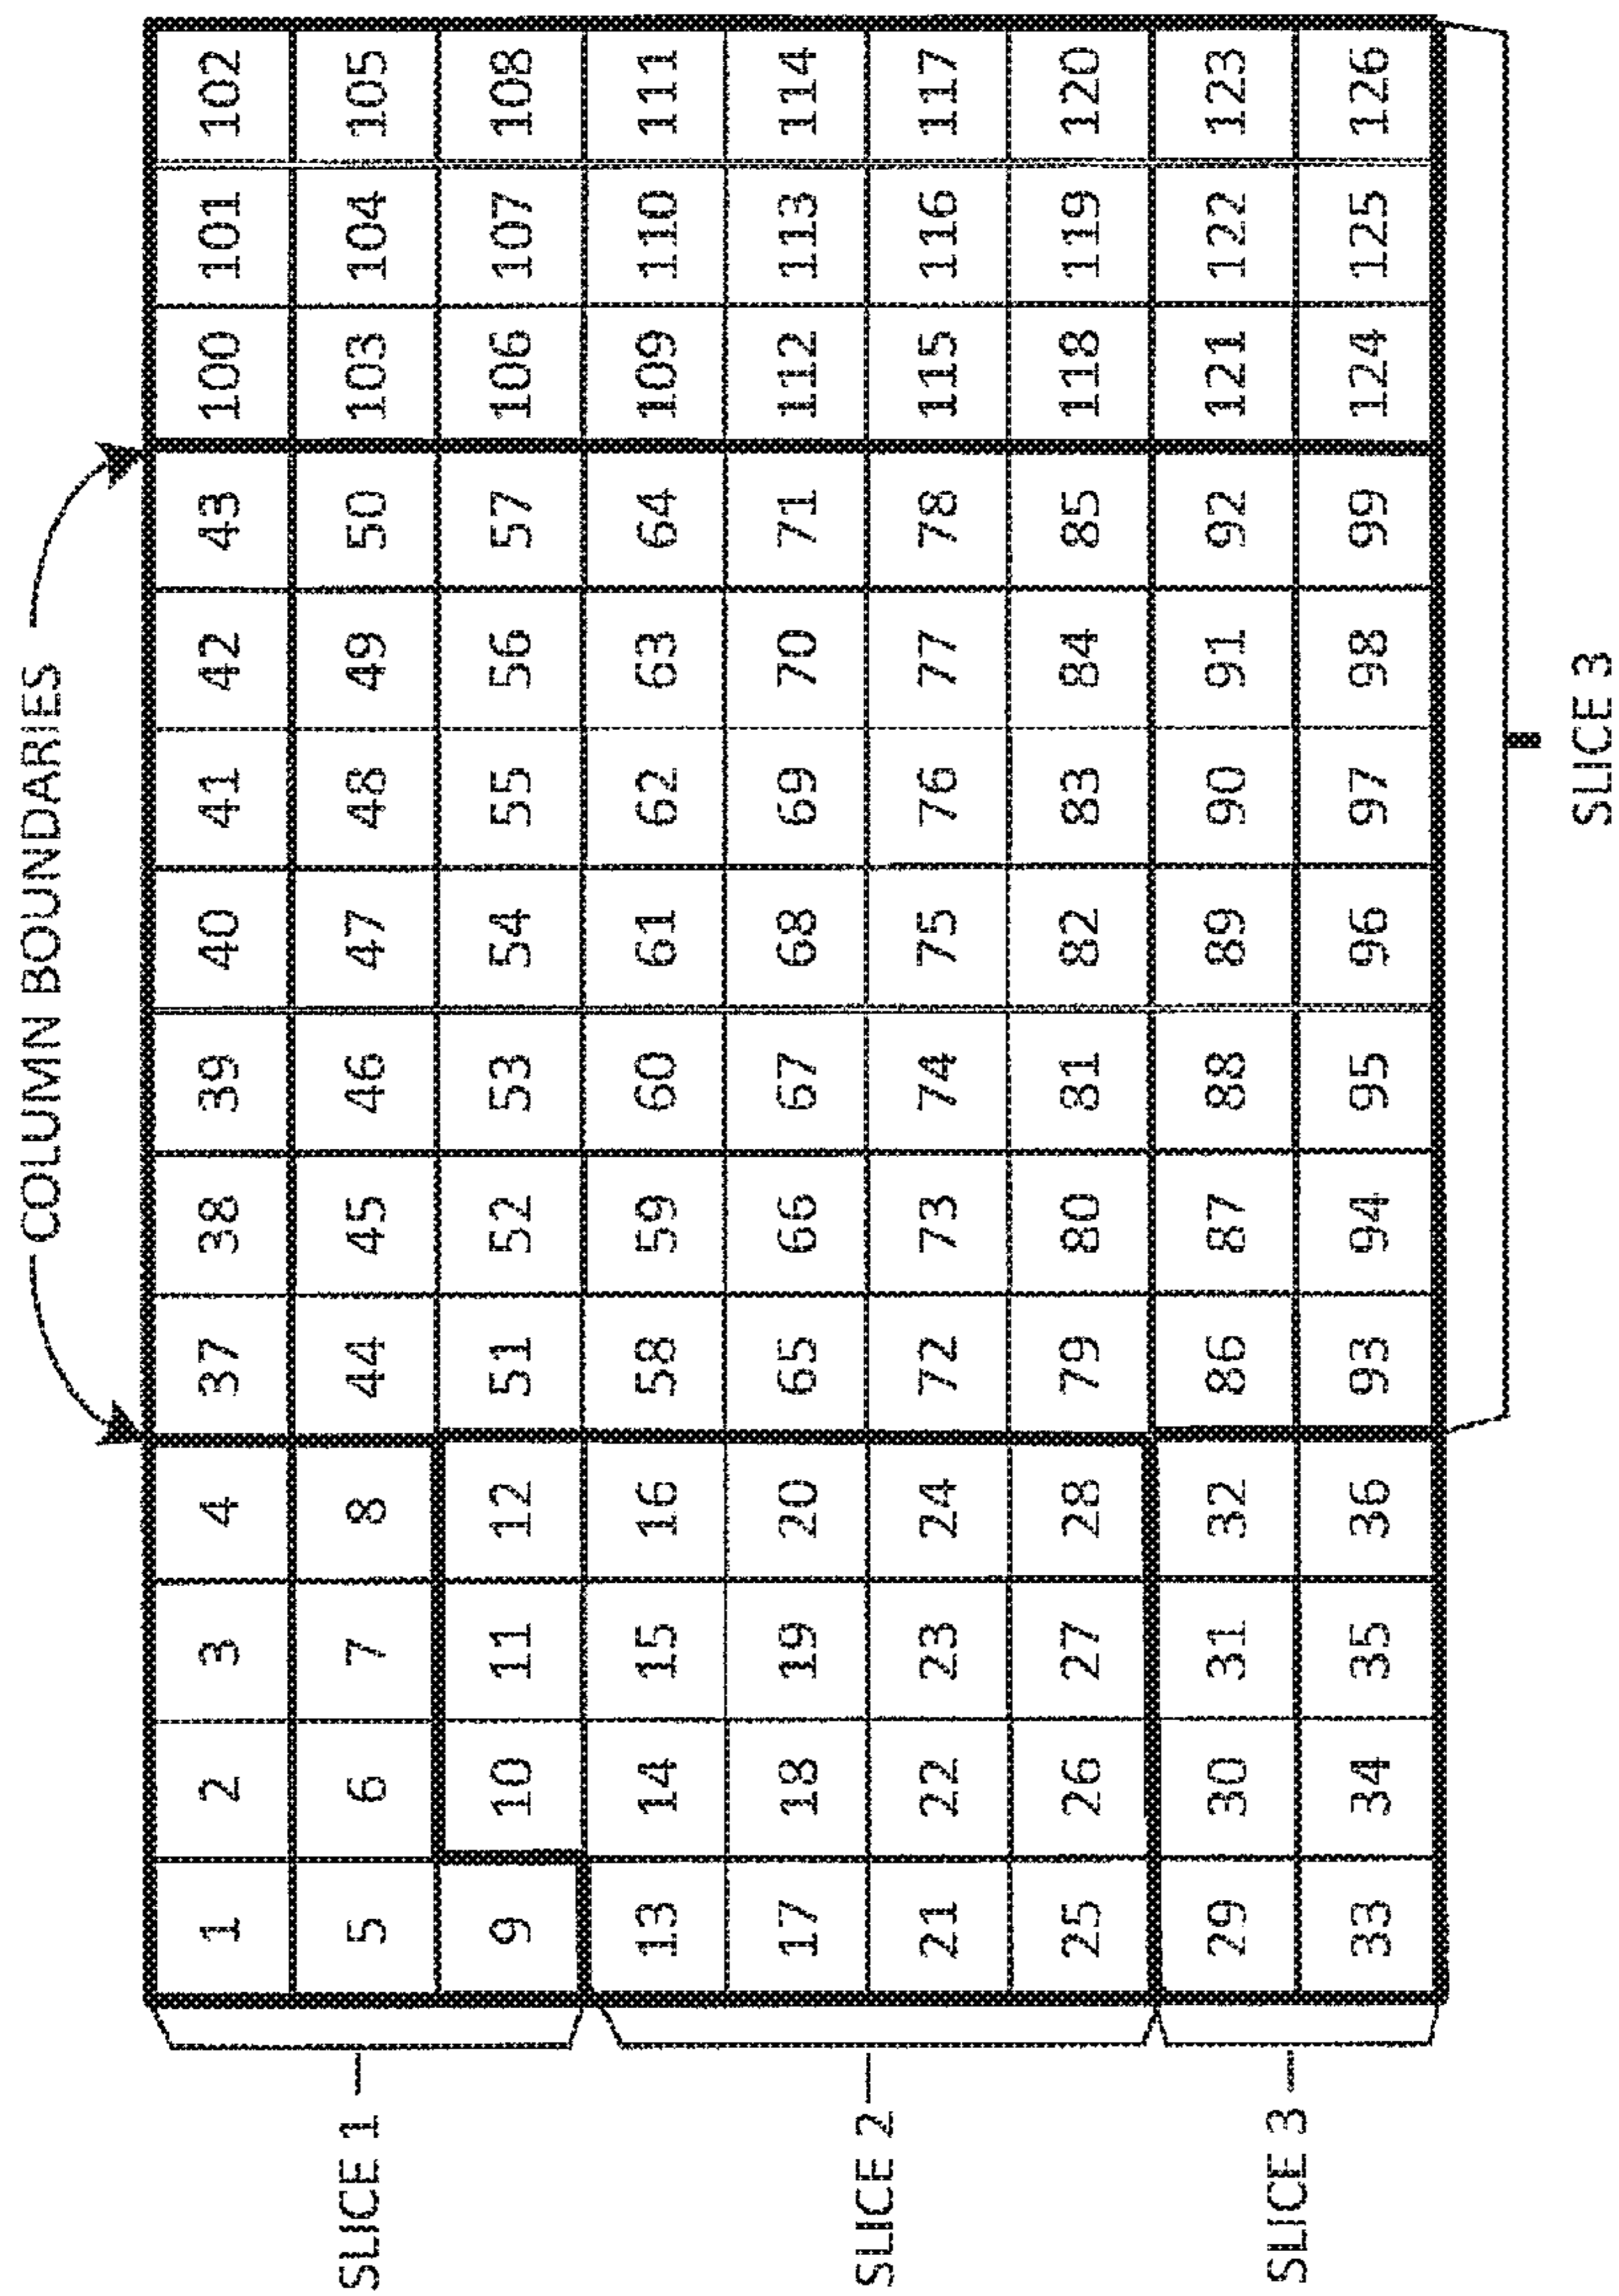 COLUMN BOUNDARIES
1 2 3 4 37 38 39 40 41 42 43 100 101 102
SLICE 1
5 6 7 8 44 45 46 47 48 49 50 103 104 105
9 10 11 12 51 52 53 54 55 56 57 106 107 108
13 14 15 16 58 59 60 61 62 63 64 109 110 111
17 18 19 20 65 66 67 68 69 70 71 112 113 114
SLICE 2
21 22 23 24 72 73 74 75 76 77 78 115 116 117
25 26 27 28 79 80 81 82 83 84 85 118 119 120
29 30 31 32 86 87 88 89 90 91 92 121 122 123
SLICE 3
33 34 35 36 93 94 95 96 97 98 99 124 125 126
SLICE 3